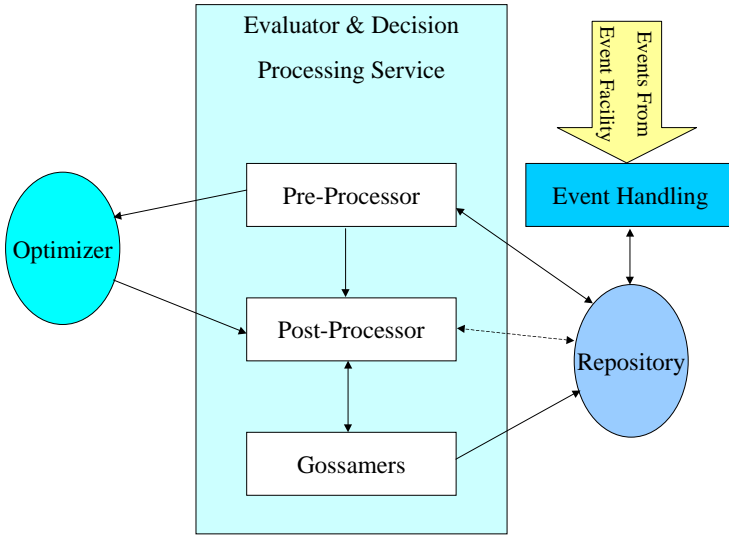 Evaluator & Decision
Processing Service
Events From
Event Facility
Pre-Processor
Event Handling
Optimizer
Post-Processor
Repository
Gossamers